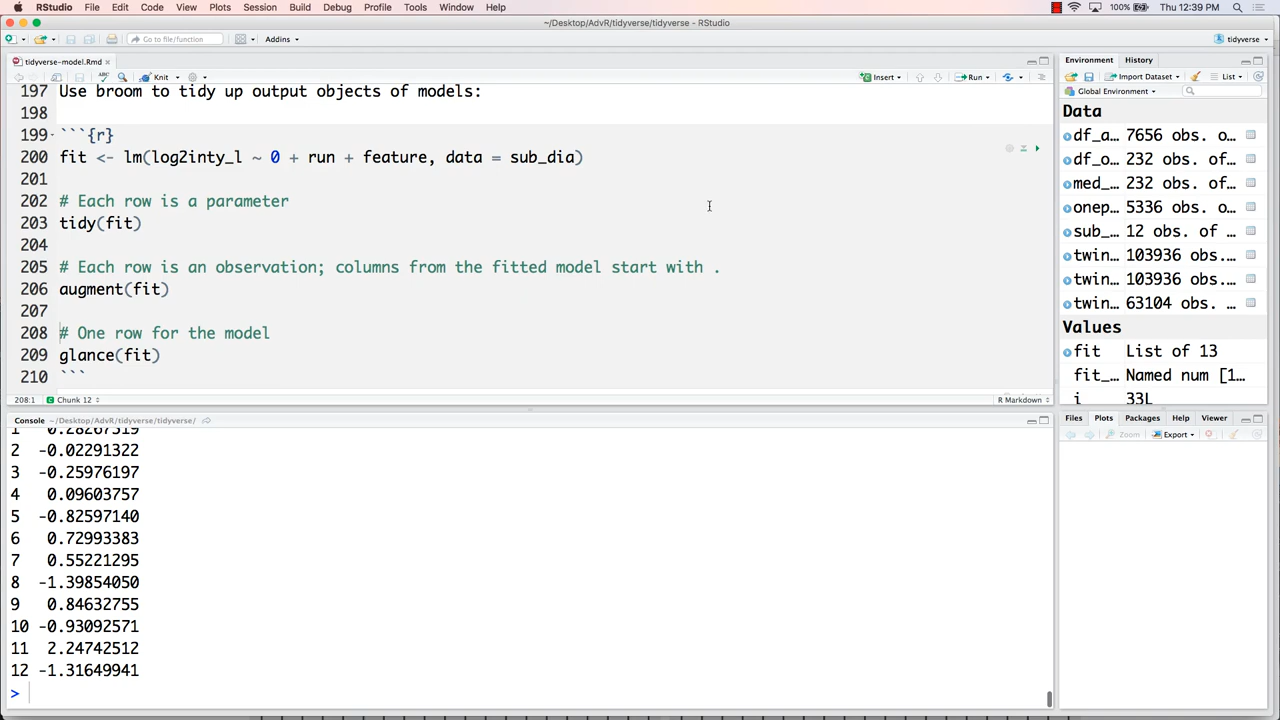 RStudio File Edit Code View Plots Session Build Debug Profile Tools Window Help 100% Thu 12:39 PM
~/Desktop/AdvR/tidyverse/tidyverse - RStudio
Go to file/function Addins tidyverse
tidyverse-model.Rmd
Knit Insert Run
197 Use broom to tidy up output objects of models:
198
199 ```{r}
200 fit <- lm(log2inty_l ~ 0 + run + feature, data = sub_dia)
201
202 # Each row is a parameter
203 tidy(fit)
204
205 # Each row is an observation; columns from the fitted model start with .
206 augment(fit)
207
208 # One row for the model
209 glance(fit)
210 ```
208:1 Chunk 12 R Markdown
Console ~/Desktop/AdvR/tidyverse/tidyverse/
1 0.28267519
2 -0.02291322
3 -0.25976197
4 0.09603757
5 -0.82597140
6 0.72993383
7 0.55221295
8 -1.39854050
9 0.84632755
10 -0.93092571
11 2.24742512
12 -1.31649941
>
Environment History
Import Dataset List
Global Environment
Data
df_a… 7656 obs. o…
df_o… 232 obs. of…
med_… 232 obs. of…
onep… 5336 obs. o…
sub_… 12 obs. of …
twin… 103936 obs.…
twin… 103936 obs.…
twin… 63104 obs. …
Values
fit List of 13
fit_… Named num [1…
i 33L
Files Plots Packages Help Viewer
Zoom Export